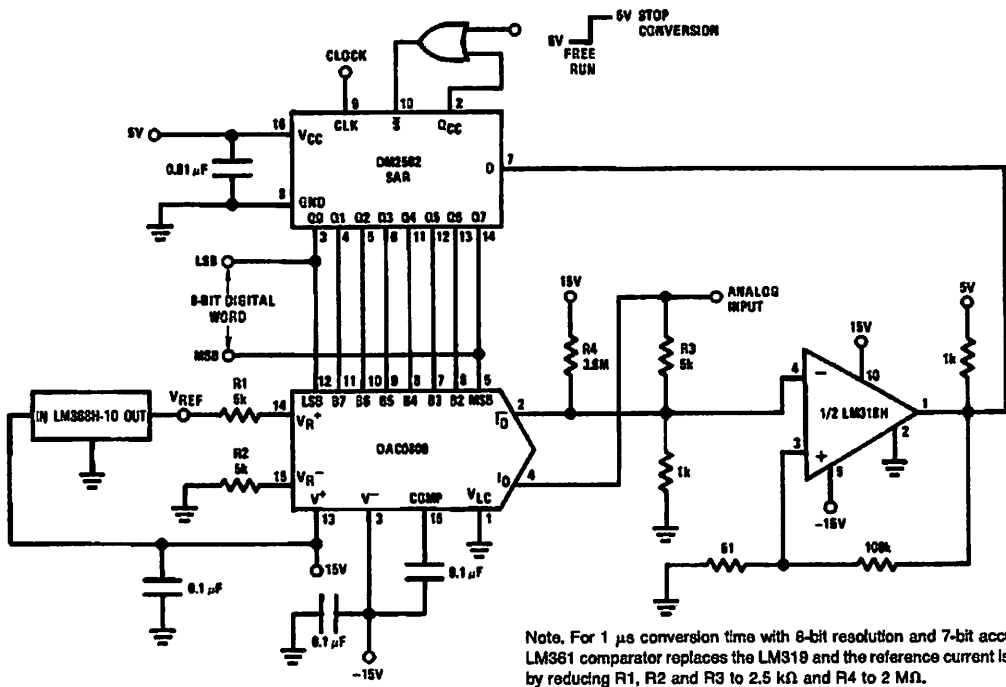 5V STOP
CONVERSION
5V
FREE
RUN
CLOCK
9
10
2
CLK
S
QCC
5V
16
VCC
0.01 µF
DM2502
SAR
D
7
8
GND
Q0 Q1 Q2 Q3 Q4 Q5 Q6 Q7
3 4 5 6 11 12 13 14
LSB
8-BIT DIGITAL
WORD
MSB
15V
ANALOG
INPUT
5V
R4
R3
5k
15V
1k
12 11 10 9 8 7 6 5
LSB B7 B6 B5 B4 B3 B2 MSB
IN LM368H-10 OUT
VREF
R1
5k
14
VR+
2
ID
4
10
1/2 LM319H
1
2
R2
5k
15
VR−
DAC0800
IO
4
3
1k
5
−15V
V+
V−
COMP
VLC
13
3
16
1
15V
0.1 µF
0.1 µF
0.1 µF
−15V
51
100k
Note. For 1 µs conversion time with 8-bit resolution and 7-bit acc
LM361 comparator replaces the LM319 and the reference current is
by reducing R1, R2 and R3 to 2.5 kΩ and R4 to 2 MΩ.